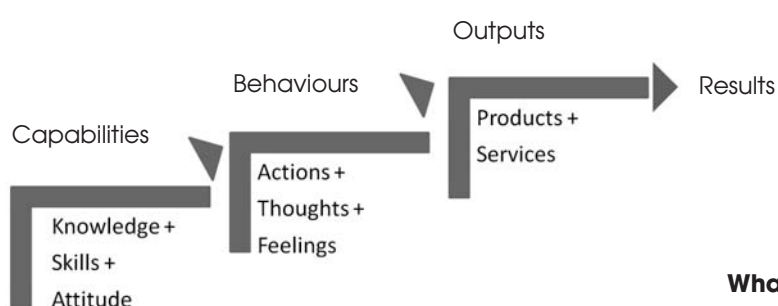 Outputs
Behaviours
Results
Capabilities
Products +
Services
Actions +
Thoughts +
Feelings
Knowledge +
Skills +
Attitude